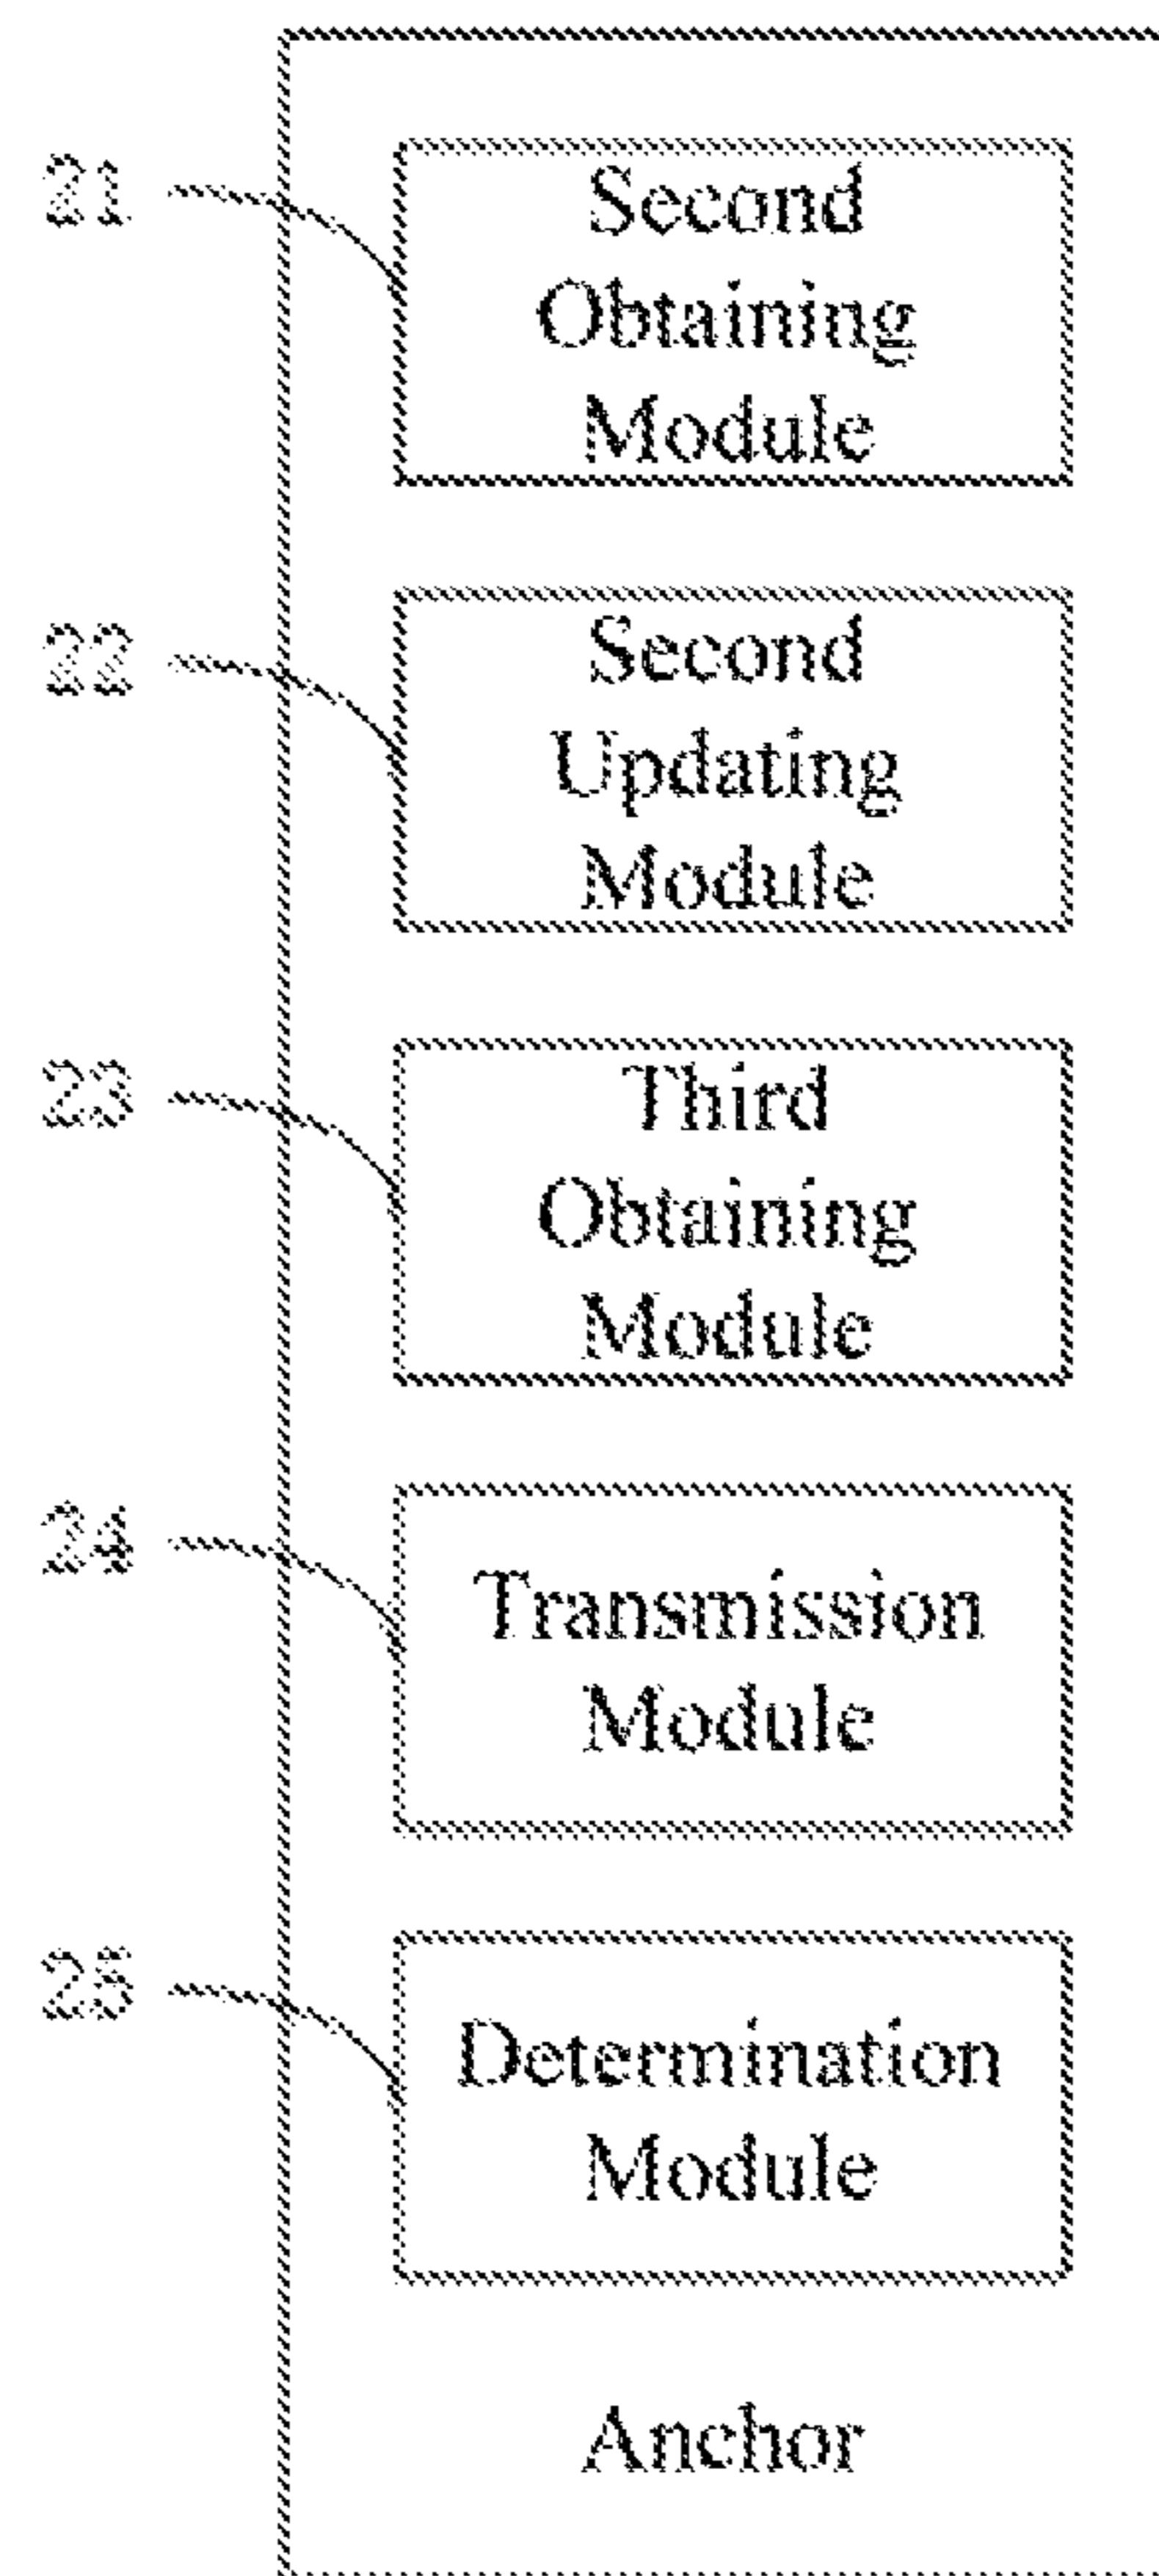 21
Second
Obtaining
Module
22
Second
Updating
Module
23
Third
Obtaining
Module
24
Transmission
Module
25
Determination
Module
Anchor